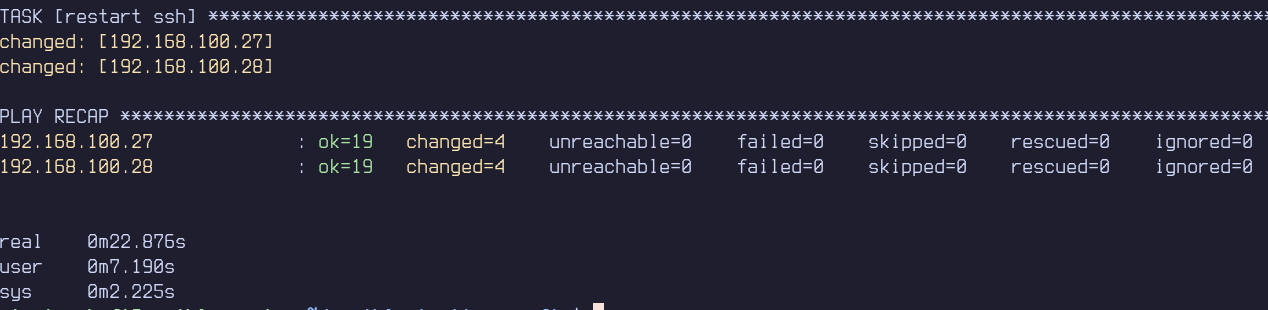 TASK [restart ssh] *************************************************************************************************
changed: [192.168.100.27]
changed: [192.168.100.28]
PLAY RECAP *********************************************************************************************************
192.168.100.27 : ok=19 changed=4 unreachable=0 failed=0 skipped=0 rescued=0 ignored=0
192.168.100.28 : ok=19 changed=4 unreachable=0 failed=0 skipped=0 rescued=0 ignored=0
real 0m22.876s
user 0m7.190s
sys 0m2.225s